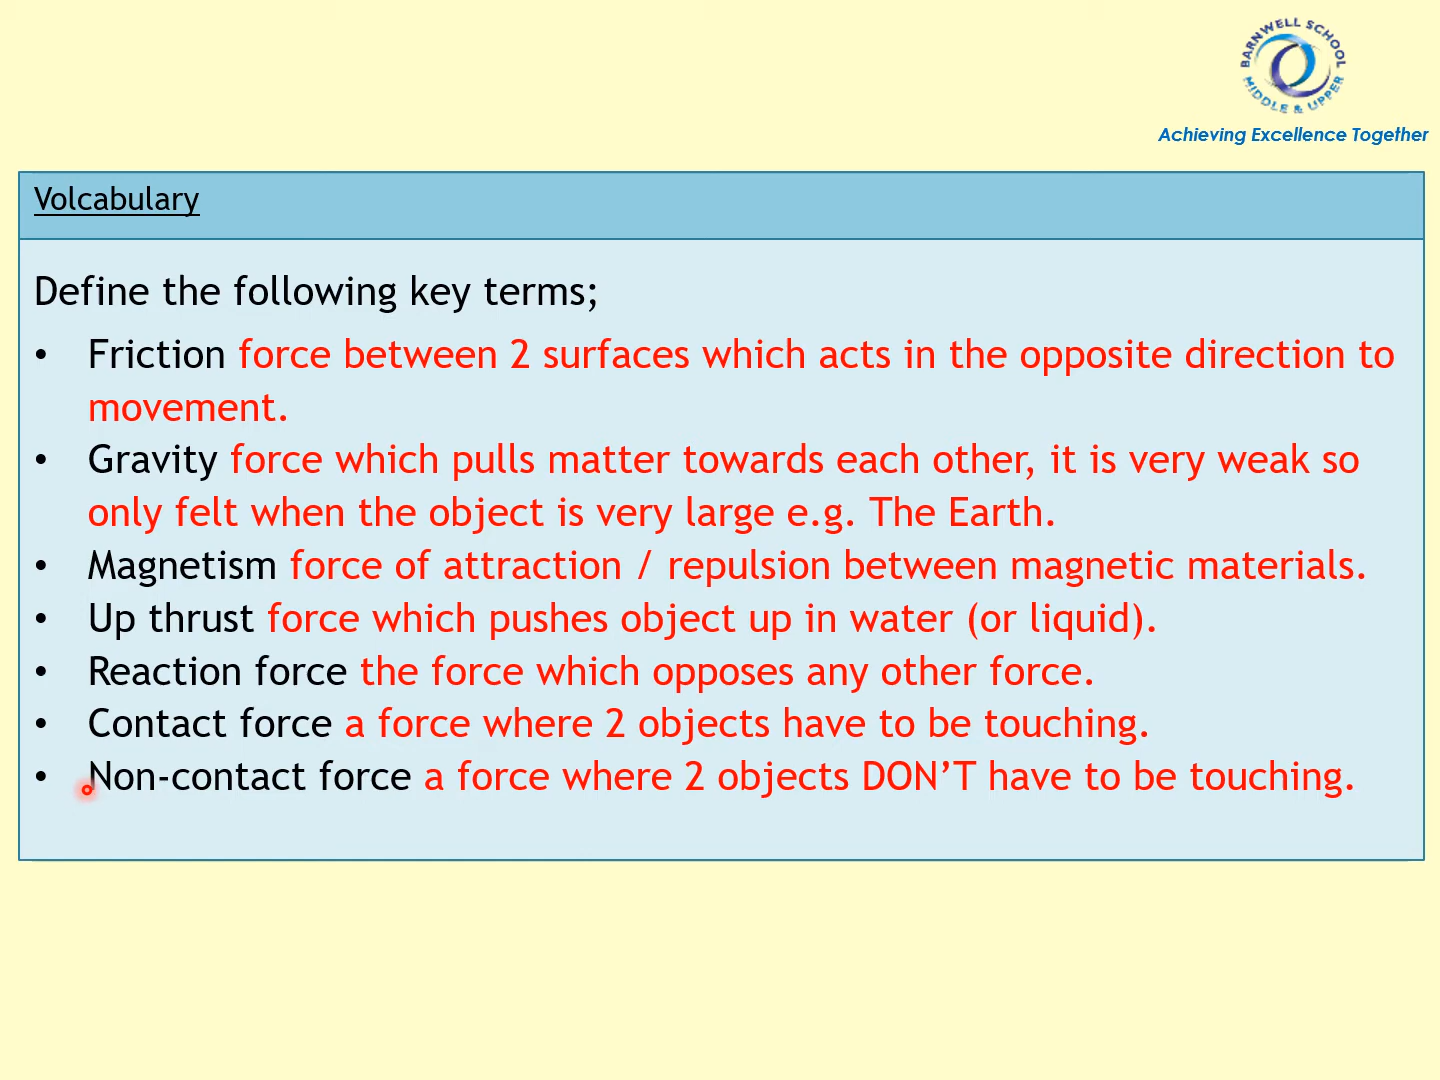 BARNWELL SCHOOL
MIDDLE & UPPER
Achieving Excellence Together
Volcabulary
Define the following key terms;
• Friction force between 2 surfaces which acts in the opposite direction to
movement.
• Gravity force which pulls matter towards each other, it is very weak so
only felt when the object is very large e.g. The Earth.
• Magnetism force of attraction / repulsion between magnetic materials.
• Up thrust force which pushes object up in water (or liquid).
• Reaction force the force which opposes any other force.
• Contact force a force where 2 objects have to be touching.
• Non-contact force a force where 2 objects DON’T have to be touching.